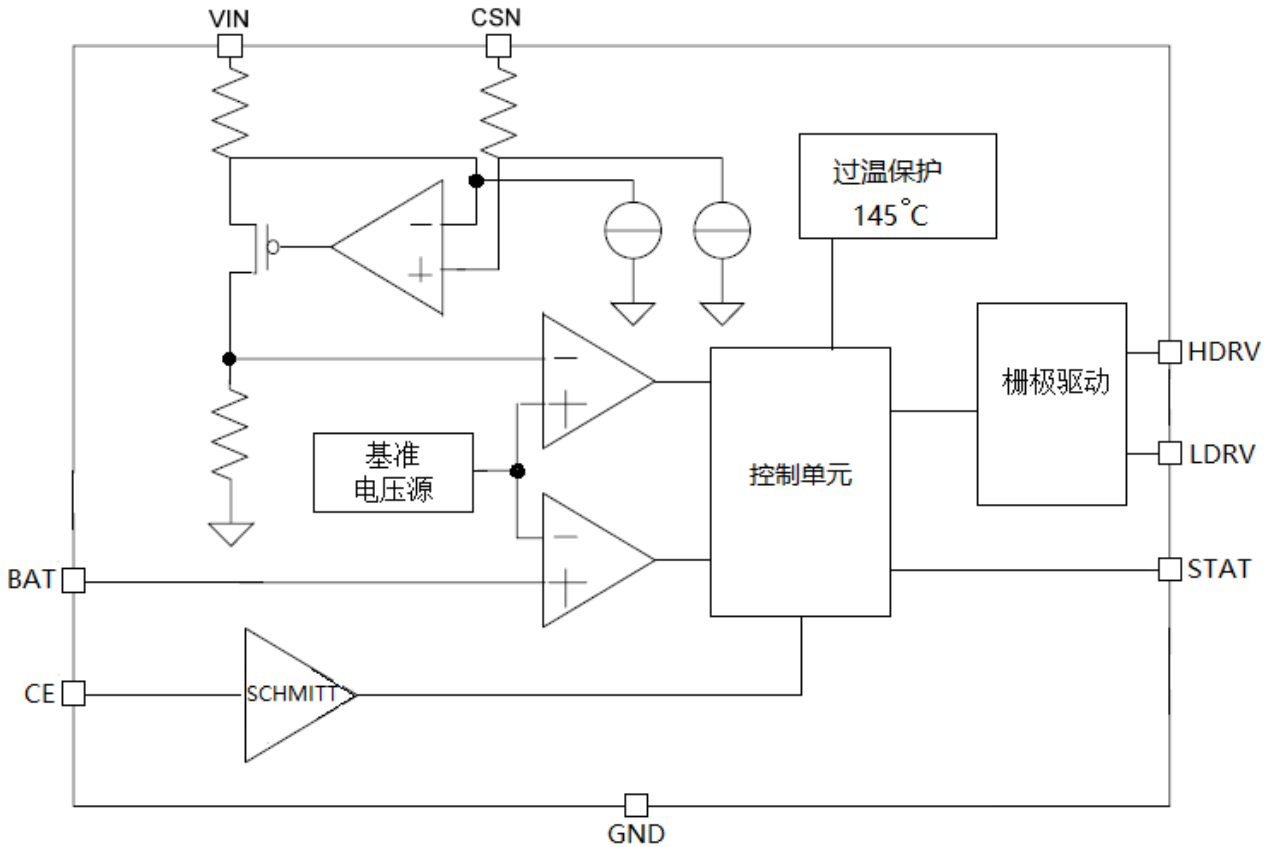 VIN
CSN
过温保护
145°C
HDRV
栅极驱动
基准
电压源
控制单元
LDRV
STAT
BAT
CE
SCHMITT
GND